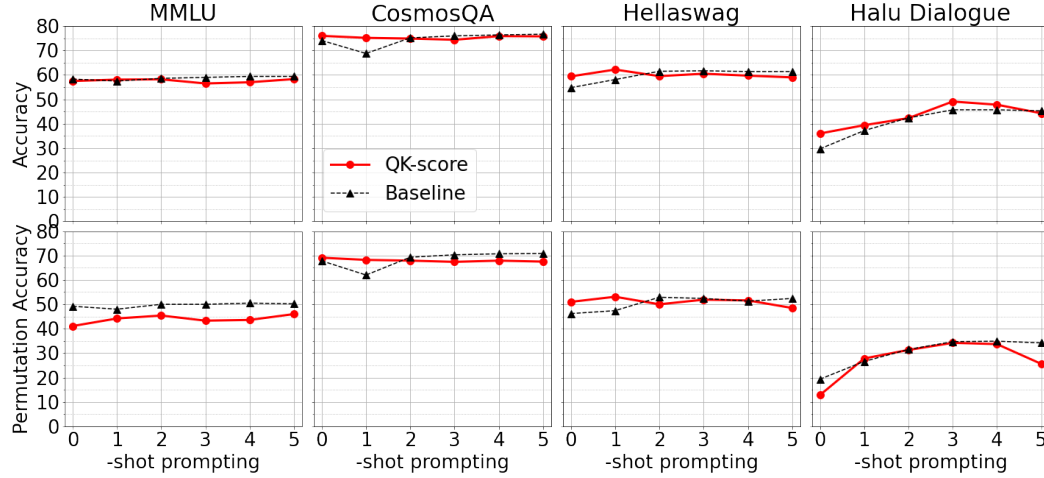 MMLU CosmosQA Hellaswag Halu Dialogue
Accuracy
80
70
60
50
40
30
20
10
0
QK-score
Baseline
Permutation Accuracy
80
70
60
50
40
30
20
10
0
0 1 2 3 4 5 0 1 2 3 4 5 0 1 2 3 4 5 0 1 2 3 4 5
-shot prompting -shot prompting -shot prompting -shot prompting